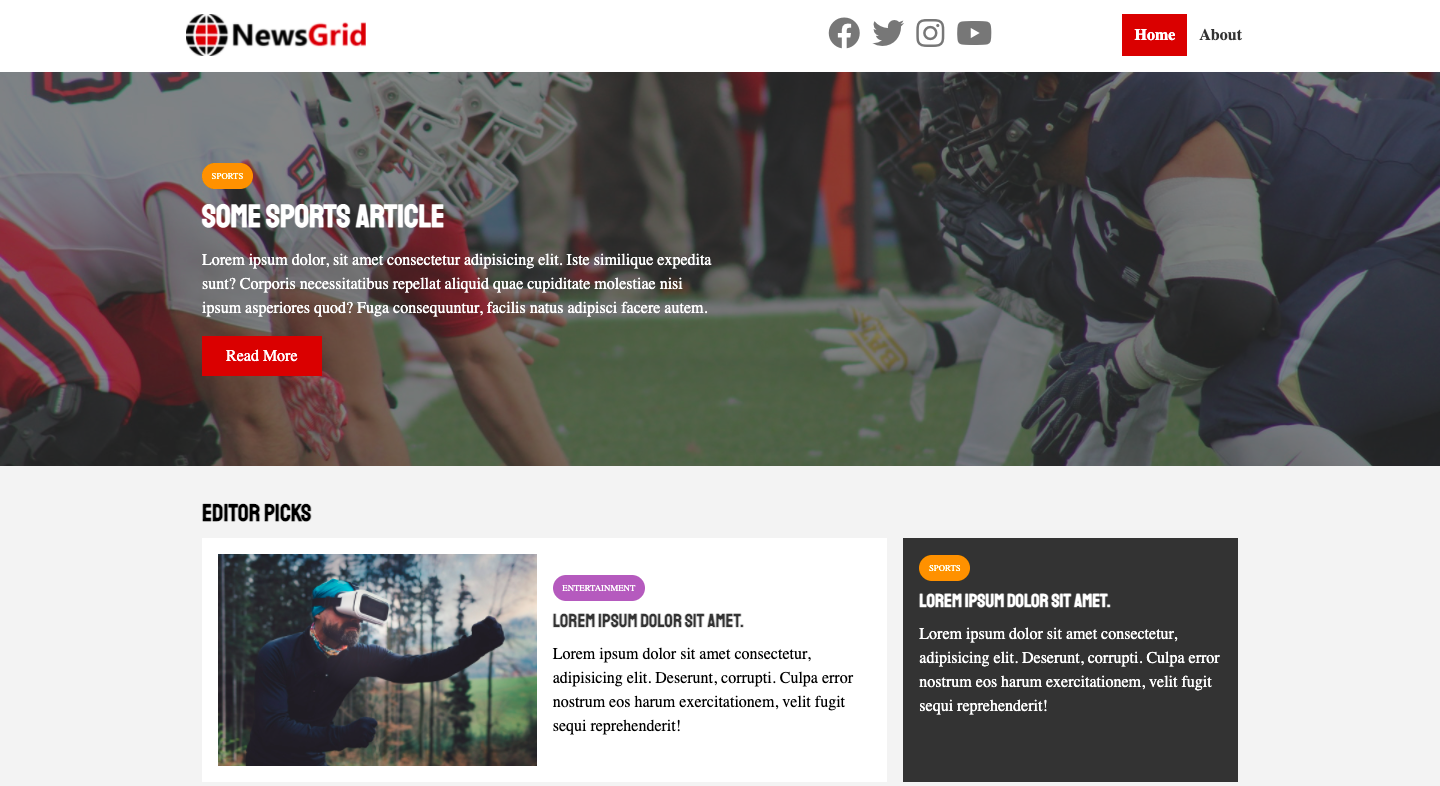 NewsGrid
Home
About
SPORTS
SOME SPORTS ARTICLE
Lorem ipsum dolor, sit amet consectetur adipisicing elit. Iste similique expedita
sunt? Corporis necessitatibus repellat aliquid quae cupiditate molestiae nisi
ipsum asperiores quod? Fuga consequuntur, facilis natus adipisci facere autem.
Read More
EDITOR PICKS
ENTERTAINMENT
LOREM IPSUM DOLOR SIT AMET.
Lorem ipsum dolor sit amet consectetur,
adipisicing elit. Deserunt, corrupti. Culpa error
nostrum eos harum exercitationem, velit fugit
sequi reprehenderit!
SPORTS
LOREM IPSUM DOLOR SIT AMET.
Lorem ipsum dolor sit amet consectetur,
adipisicing elit. Deserunt, corrupti. Culpa error
nostrum eos harum exercitationem, velit fugit
sequi reprehenderit!